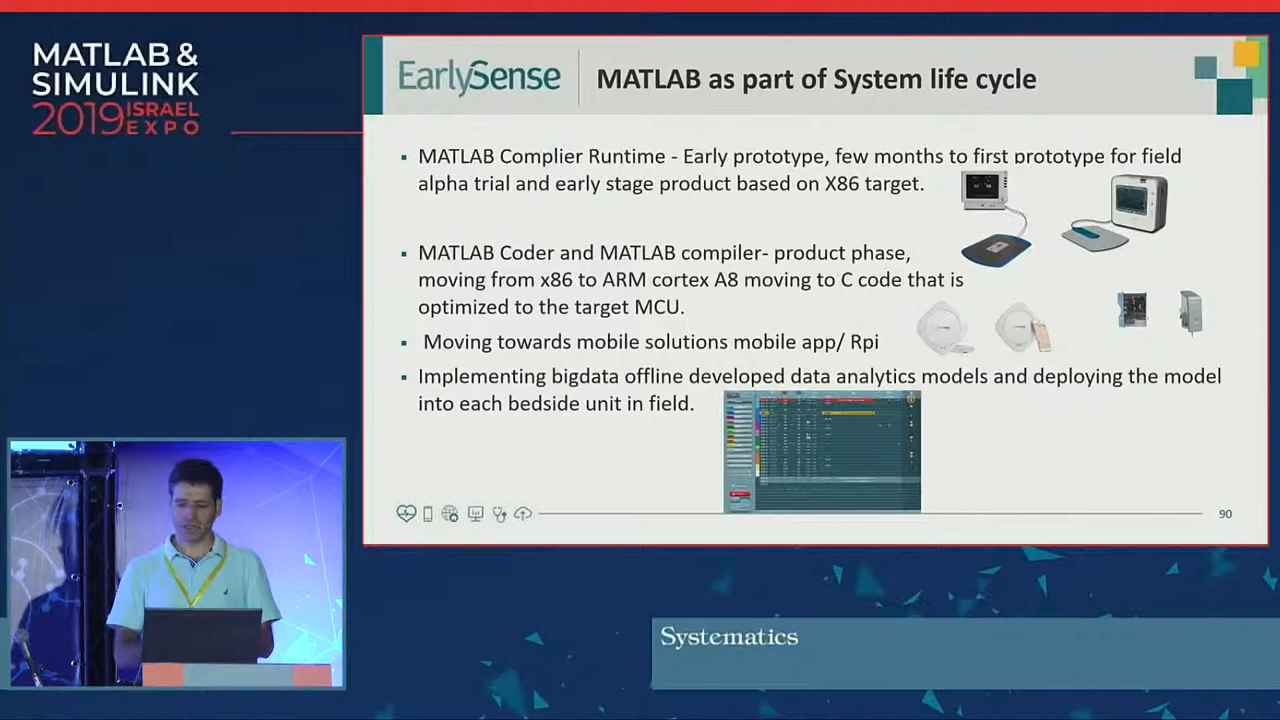 MATLAB &
SIMULINK
2019 ISRAEL EXPO
EarlySense
MATLAB as part of System life cycle
▪ MATLAB Complier Runtime - Early prototype, few months to first prototype for field
alpha trial and early stage product based on X86 target.
▪ MATLAB Coder and MATLAB compiler- product phase,
moving from x86 to ARM cortex A8 moving to C code that is
optimized to the target MCU.
▪ Moving towards mobile solutions mobile app/ Rpi
▪ Implementing bigdata offline developed data analytics models and deploying the model
into each bedside unit in field.
90
Systematics